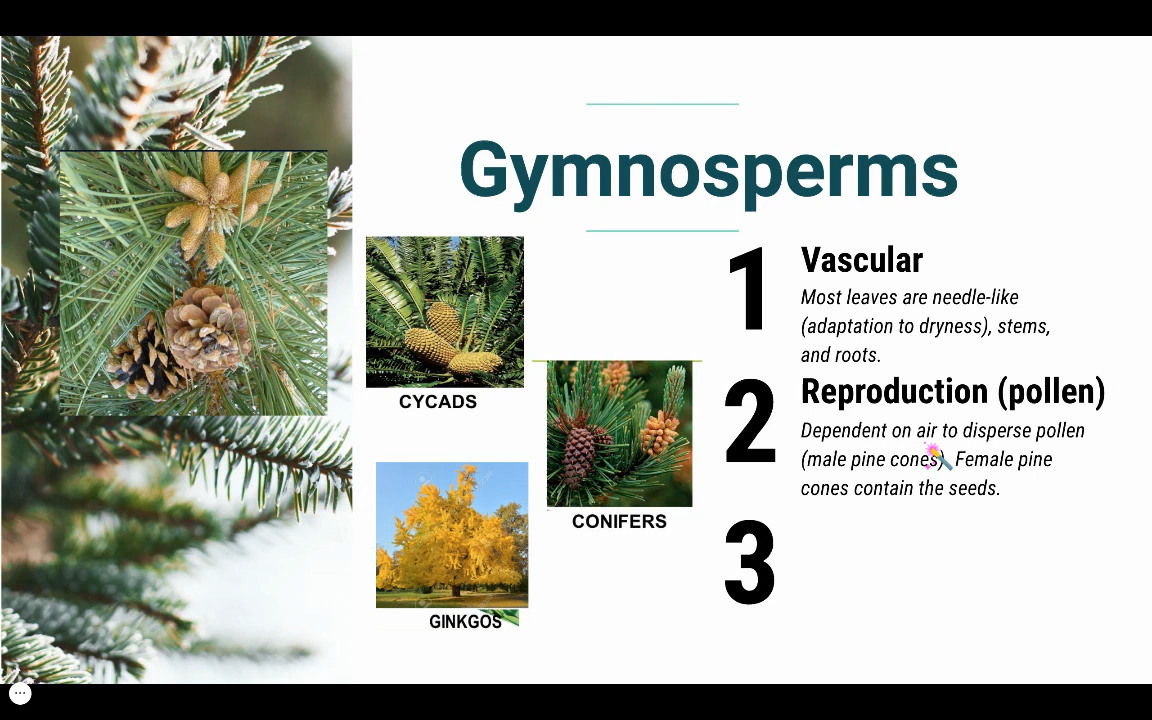 Gymnosperms
CYCADS
CONIFERS
GINKGOS
1
Vascular
Most leaves are needle-like
(adaptation to dryness), stems,
and roots.
2
Reproduction (pollen)
Dependent on air to disperse pollen
(male pine Female pine
cones contain the seeds.
3